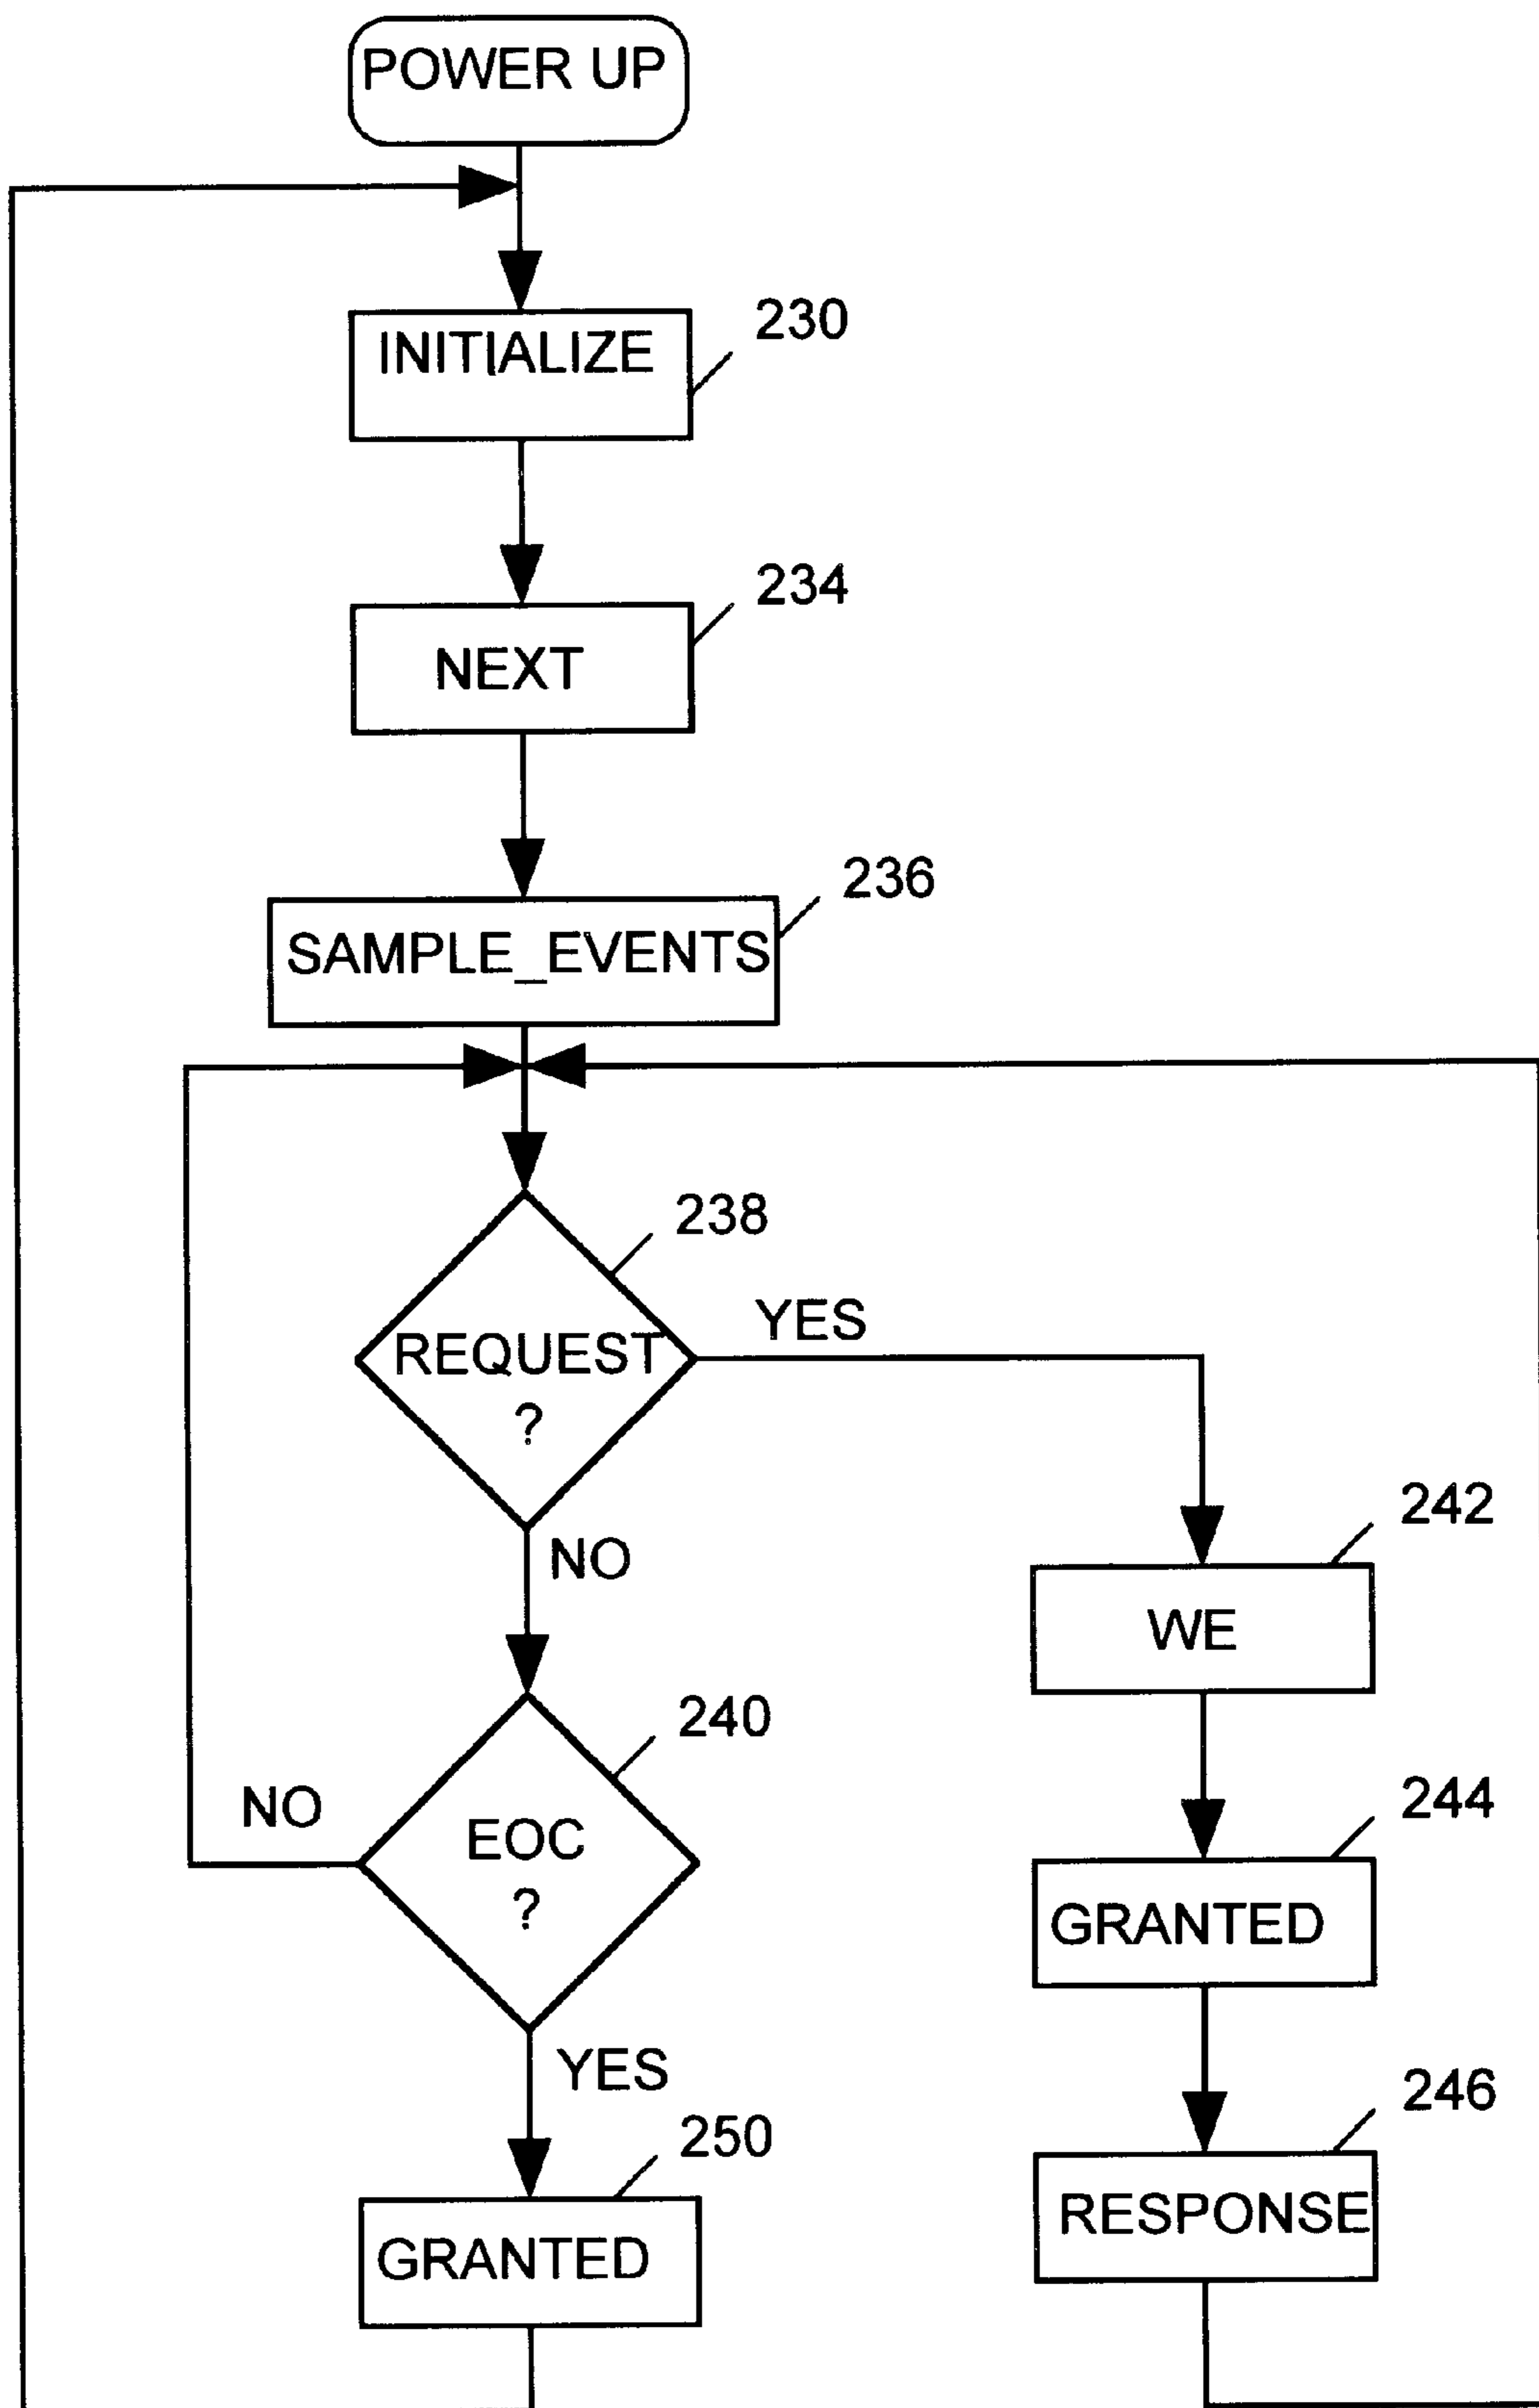 POWER UP
INITIALIZE
230
NEXT
234
SAMPLE_EVENTS
236
238
REQUEST
?
YES
NO
242
WE
240
EOC
?
NO
244
GRANTED
YES
250
GRANTED
246
RESPONSE